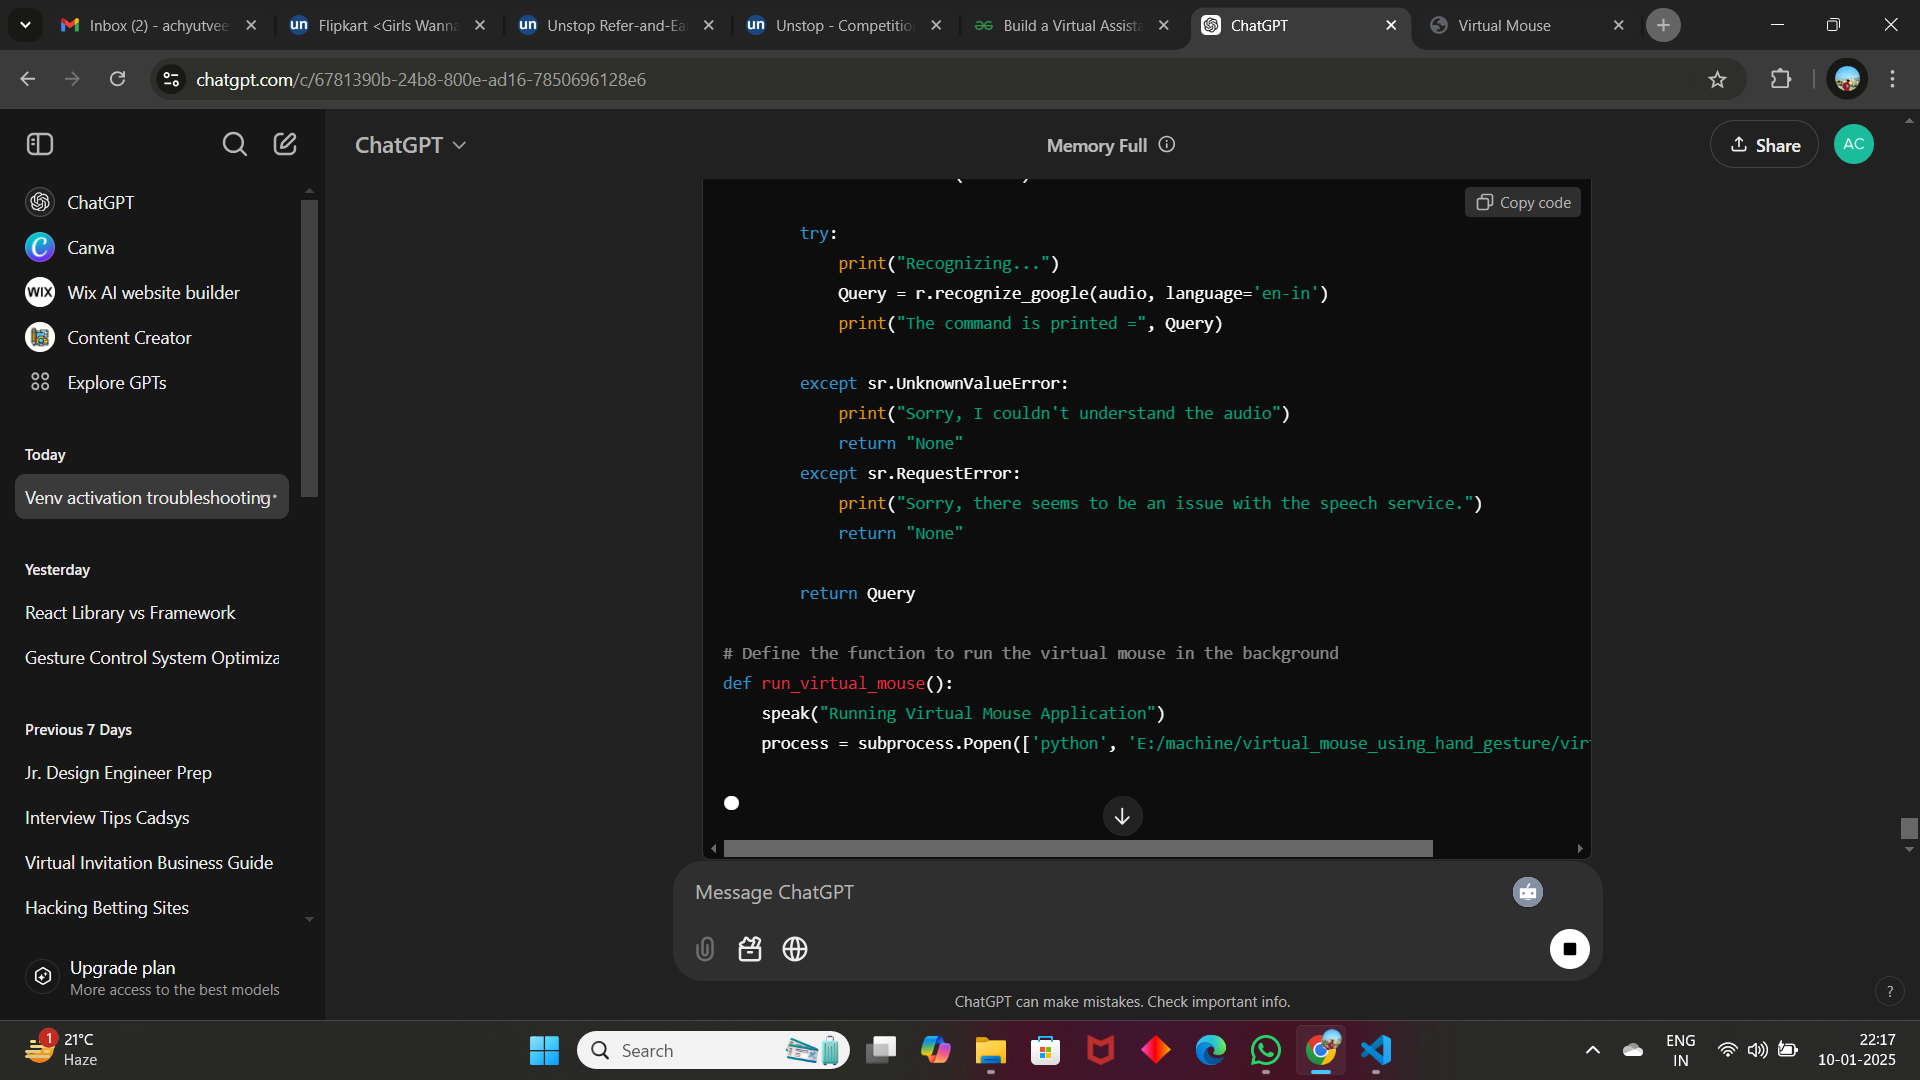 Inbox (2) - achyutvee
un Flipkart <Girls Wanna
un Unstop Refer-and-Ea
un Unstop - Competition
Build a Virtual Assista
ChatGPT
Virtual Mouse
chatgpt.com/c/6781390b-24b8-800e-ad16-7850696128e6
ChatGPT
Memory Full
Share
AC
ChatGPT
Canva
WIX Wix AI website builder
Content Creator
Explore GPTs
Today
Venv activation troubleshooting
Yesterday
React Library vs Framework
Gesture Control System Optimiza
Previous 7 Days
Jr. Design Engineer Prep
Interview Tips Cadsys
Virtual Invitation Business Guide
Hacking Betting Sites
Upgrade plan
More access to the best models
Copy code
try:
print("Recognizing...")
Query = r.recognize_google(audio, language='en-in')
print("The command is printed =", Query)
except sr.UnknownValueError:
print("Sorry, I couldn't understand the audio")
return "None"
except sr.RequestError:
print("Sorry, there seems to be an issue with the speech service.")
return "None"
return Query
# Define the function to run the virtual mouse in the background
def run_virtual_mouse():
speak("Running Virtual Mouse Application")
process = subprocess.Popen(['python', 'E:/machine/virtual_mouse_using_hand_gesture/vir
Message ChatGPT
ChatGPT can make mistakes. Check important info.
?
1
21°C
Haze
Search
ENG
IN
22:17
10-01-2025